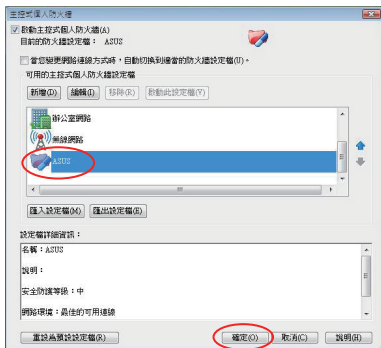 主控式個人防火牆
啟動主控式個人防火牆(A)
目前的防火牆設定檔： ASUS
當您變更網路連線方式時，自動切換到適當的防火牆設定檔(U)。
可用的主控式個人防火牆設定檔
新增(D) 編輯(I) 移除(R) 啟動此設定檔(Y)
辦公室網路
無線網路
ASUS
匯入設定檔(M) 匯出設定檔(E)
設定檔詳細資訊：
名稱：ASUS
說明：
安全防護等級：中
網路環境：最佳的可用連線
重設為預設設定檔(R) 確定(O) 取消(C) 說明(H)